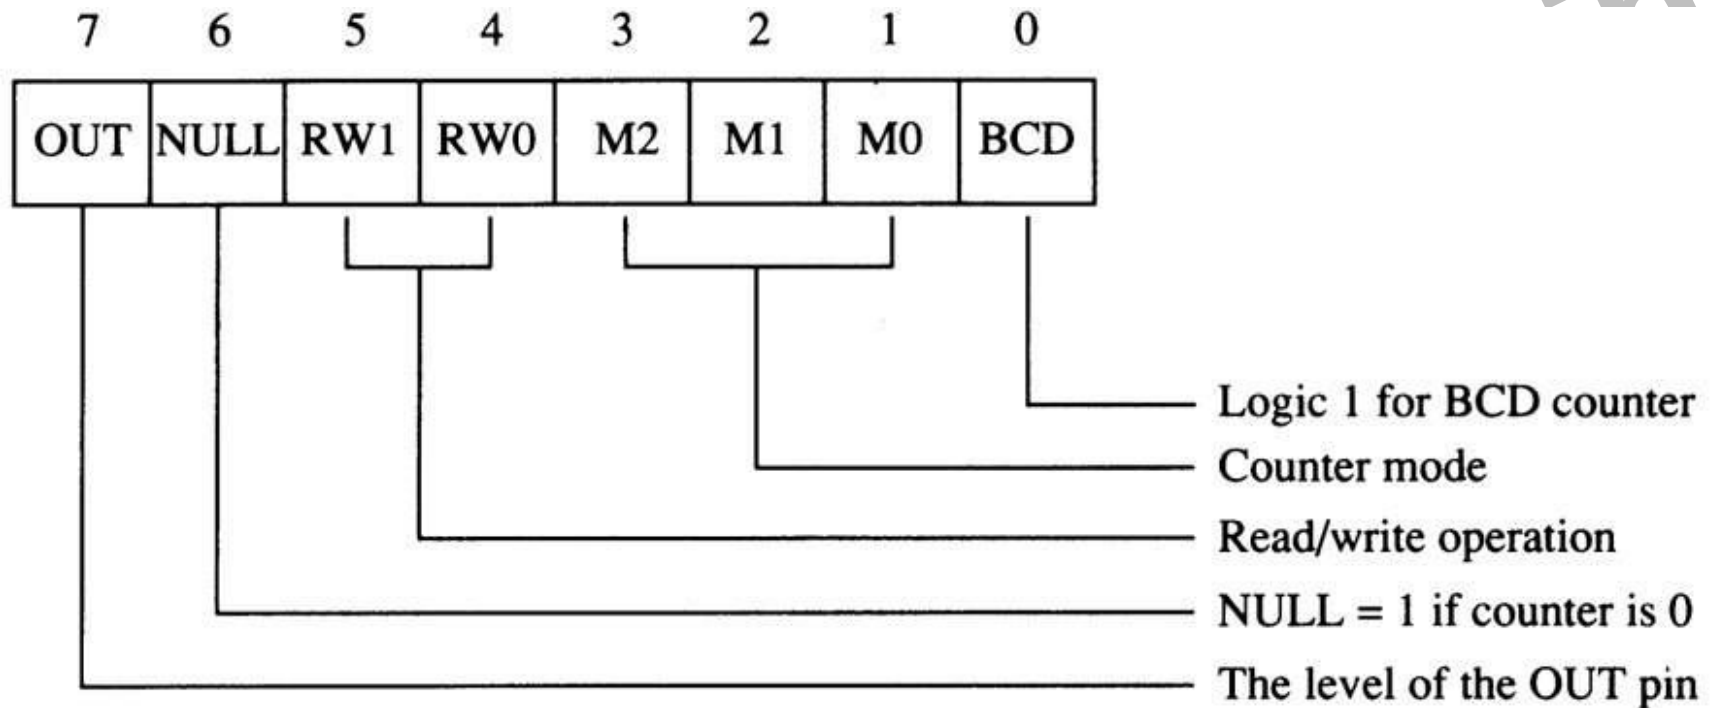 7 6 5 4 3 2 1 0
OUT NULL RW1 RW0 M2 M1 M0 BCD
Logic 1 for BCD counter
Counter mode
Read/write operation
NULL = 1 if counter is 0
The level of the OUT pin